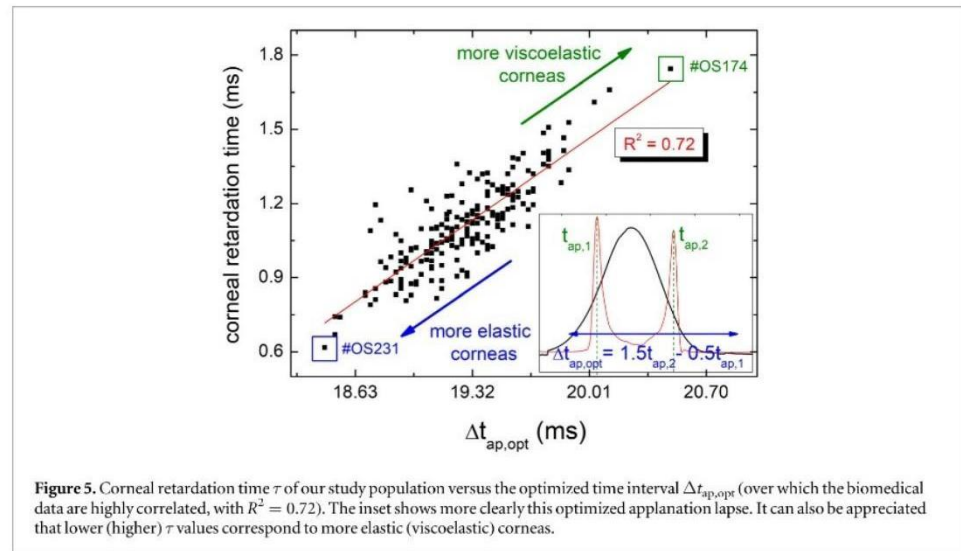 1.8
1.5
1.2
0.9
0.6
corneal retardation time (ms)
more viscoelastic
corneas
#OS174
R² = 0.72
t_ap,1
t_ap,2
Δt_ap,opt = 1.5t_ap,2 - 0.5t_ap,1
more elastic
corneas
#OS231
18.63 19.32 20.01 20.70
Δt_ap,opt (ms)
Figure 5. Corneal retardation time τ of our study population versus the optimized time interval Δt_ap,opt (over which the biomedical
data are highly correlated, with R² = 0.72). The inset shows more clearly this optimized applanation lapse. It can also be appreciated
that lower (higher) τ values correspond to more elastic (viscoelastic) corneas.